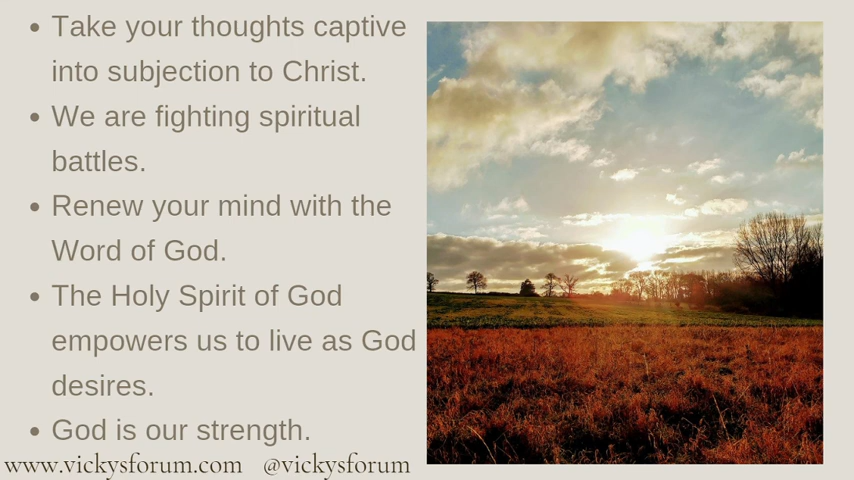 • Take your thoughts captive
into subjection to Christ.
• We are fighting spiritual
battles.
• Renew your mind with the
Word of God.
• The Holy Spirit of God
empowers us to live as God
desires.
• God is our strength.
www.vickysforum.com @vickysforum